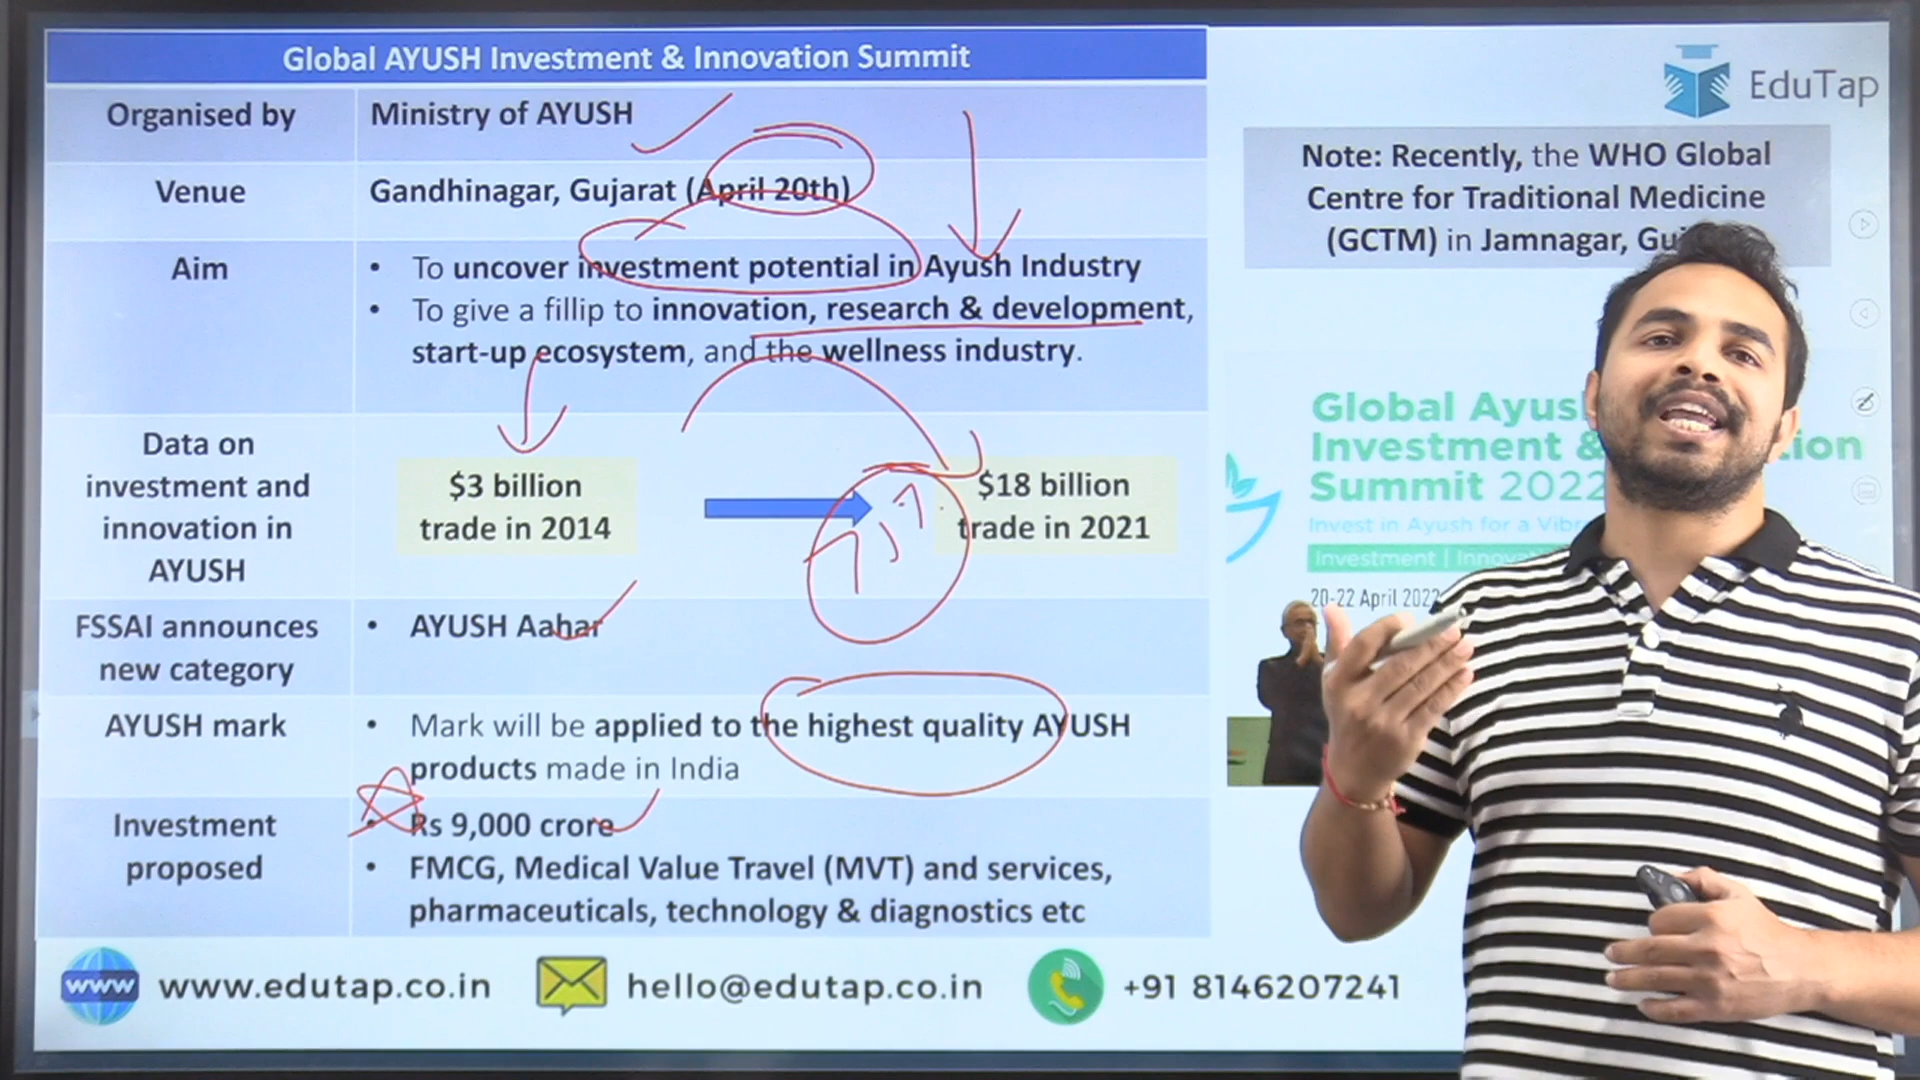 Global AYUSH Investment & Innovation Summit
Organised by
Ministry of AYUSH
Venue
Gandhinagar, Gujarat (April 20th)
Aim
• To uncover investment potential in Ayush Industry
• To give a fillip to innovation, research & development,
start-up ecosystem, and the wellness industry.
Data on
investment and
innovation in
AYUSH
$3 billion
trade in 2014
$18 billion
trade in 2021
FSSAI announces
new category
• AYUSH Aahar
AYUSH mark
• Mark will be applied to the highest quality AYUSH
products made in India
Investment
proposed
• Rs 9,000 crore
• FMCG, Medical Value Travel (MVT) and services,
pharmaceuticals, technology & diagnostics etc
www
www.edutap.co.in
hello@edutap.co.in
+91 8146207241
EduTap
Note: Recently, the WHO Global
Centre for Traditional Medicine
(GCTM) in Jamnagar,
Global
Investment &
Summit 2022
Invest in Ayush for a
Investment |
20-22 April 2022